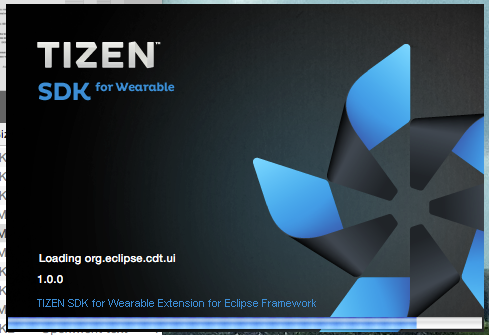 TIZEN™
SDK for Wearable
Loading org.eclipse.cdt.ui
1.0.0
TIZEN SDK for Wearable Extension for Eclipse Framework